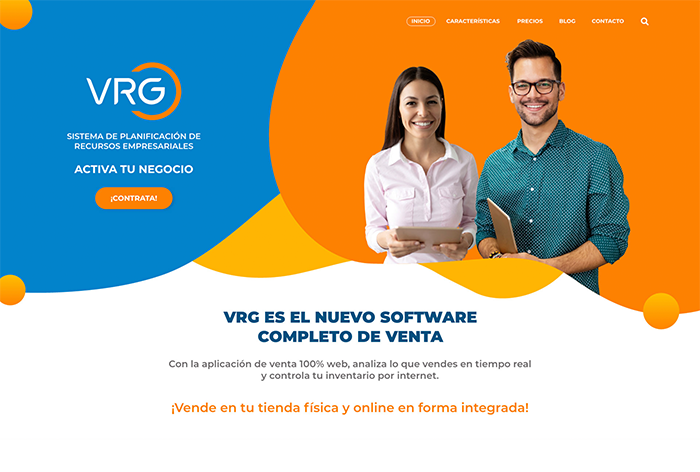 INICIO CARACTERÍSTICAS PRECIOS BLOG CONTACTO
VRG
SISTEMA DE PLANIFICACIÓN DE
RECURSOS EMPRESARIALES
ACTIVA TU NEGOCIO
¡CONTRATA!
VRG ES EL NUEVO SOFTWARE
COMPLETO DE VENTA
Con la aplicación de venta 100% web, analiza lo que vendes en tiempo real
y controla tu inventario por internet.
¡Vende en tu tienda física y online en forma integrada!